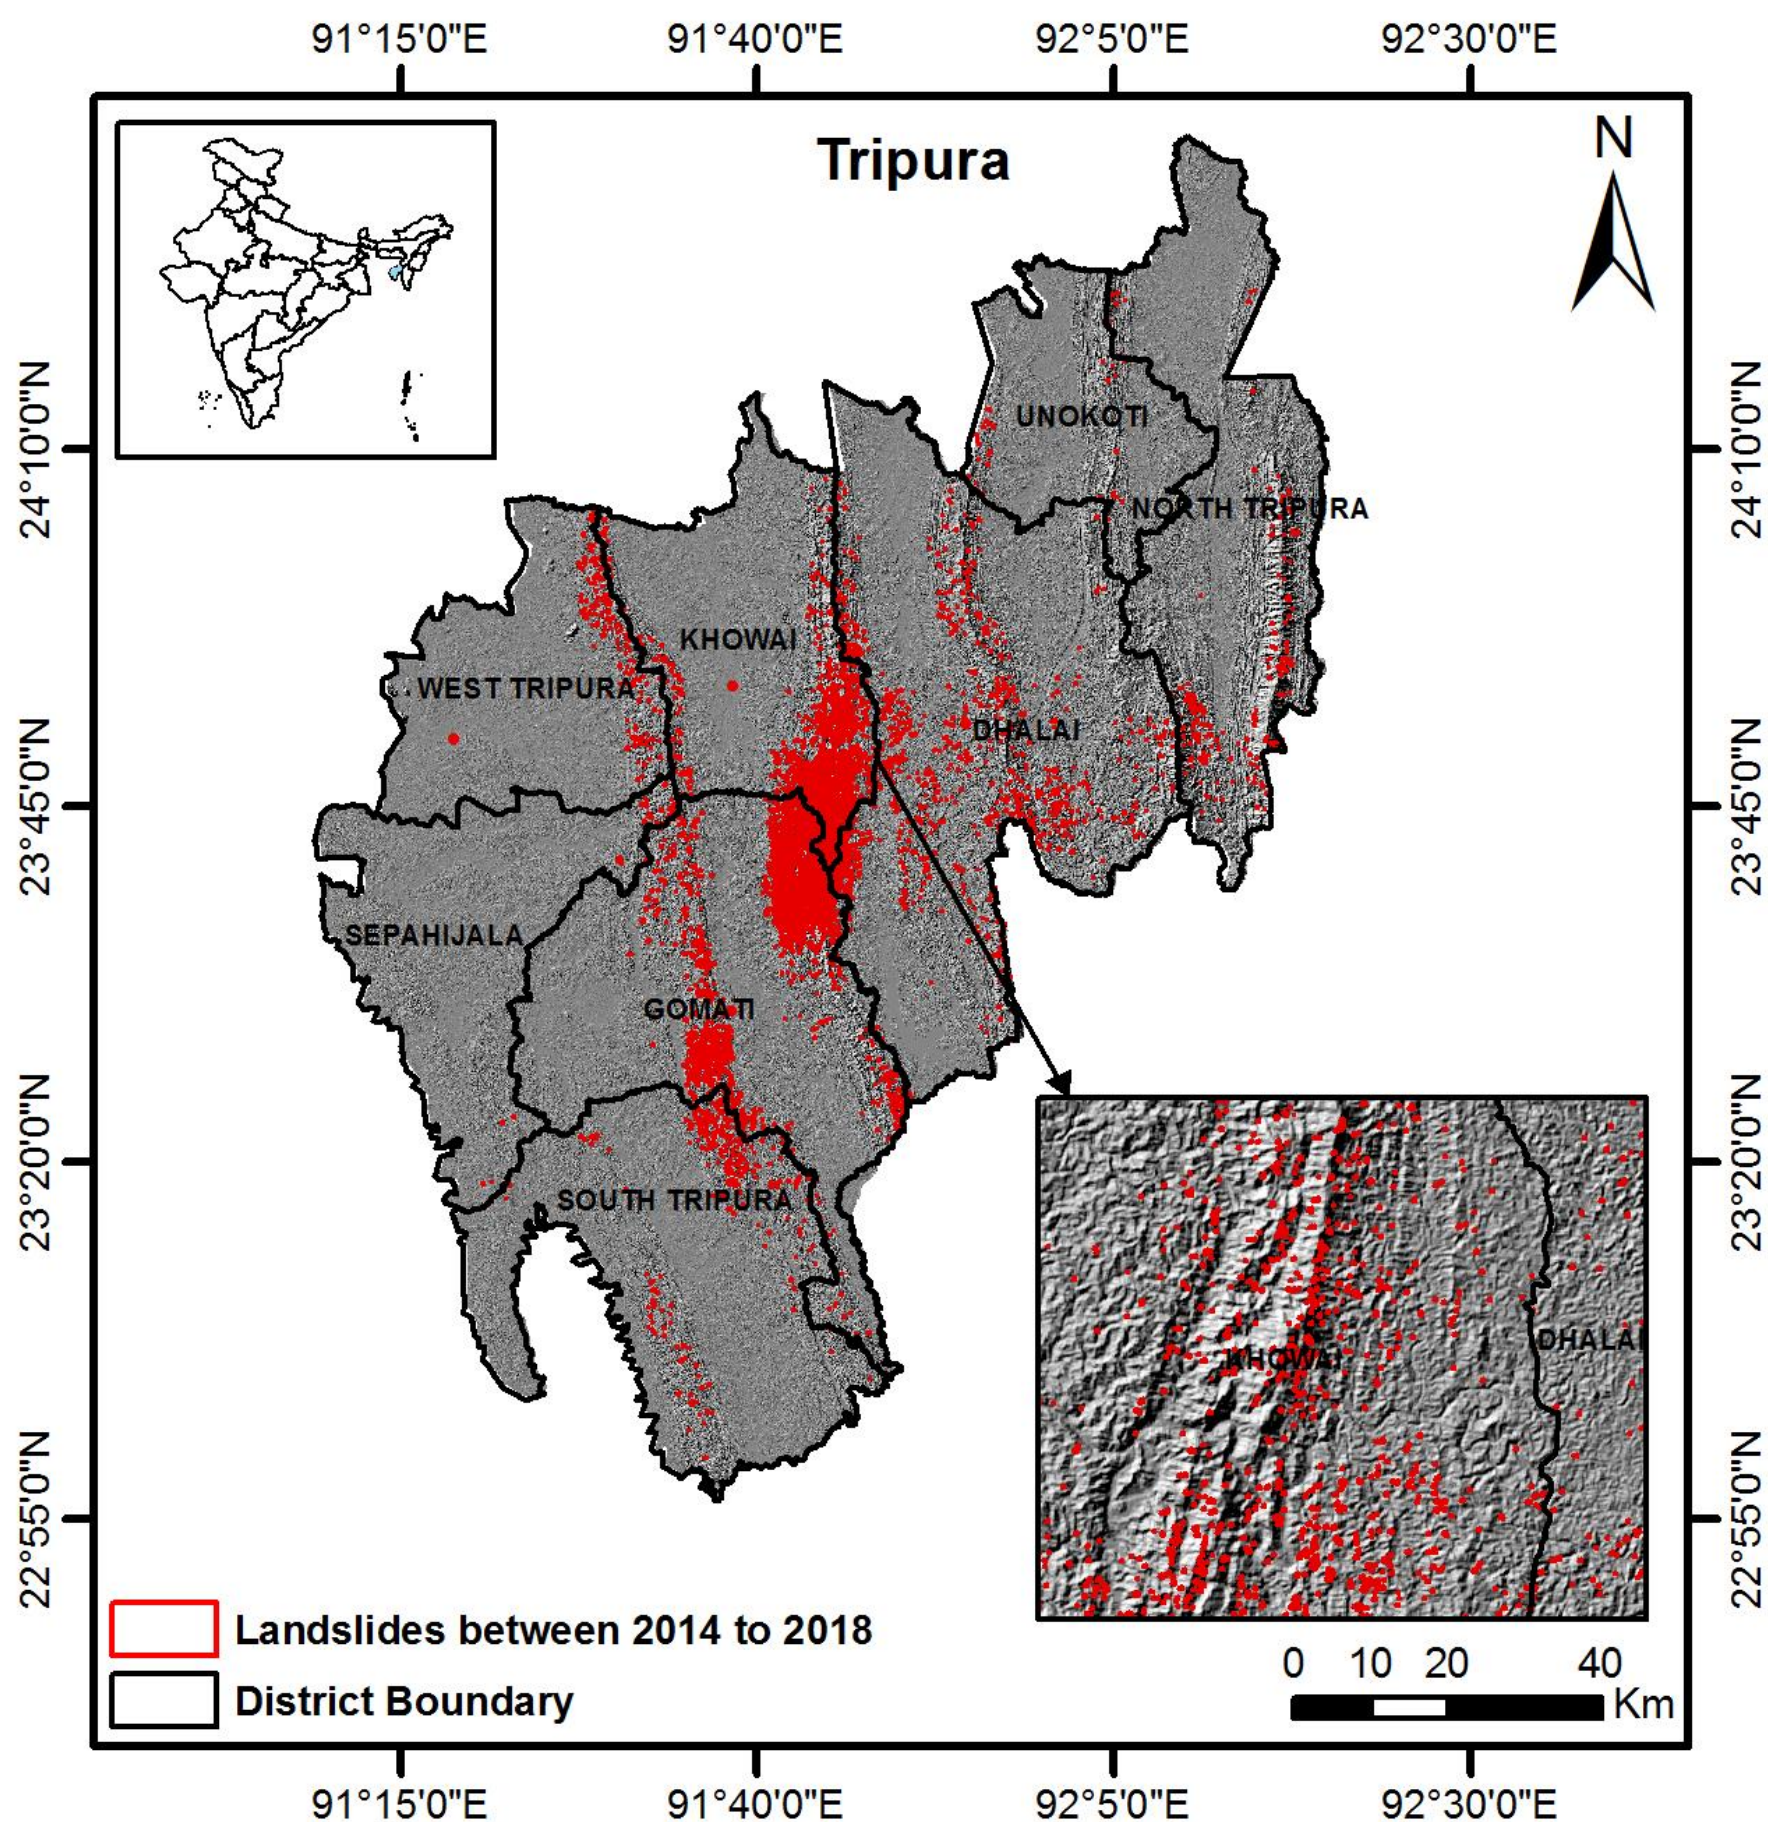 91°15'0"E 91°40'0"E 92°5'0"E 92°30'0"E
Tripura
N
24°10'0"N
24°10'0"N
UNOKOTI
NORTH TRIPURA
KHOWAI
WEST TRIPURA
DHALAI
23°45'0"N
23°45'0"N
SEPAHIJALA
GOMATI
23°20'0"N
23°20'0"N
SOUTH TRIPURA
DHALAI
KHOWAI
22°55'0"N
22°55'0"N
Landslides between 2014 to 2018
District Boundary
0 10 20 40
Km
91°15'0"E 91°40'0"E 92°5'0"E 92°30'0"E